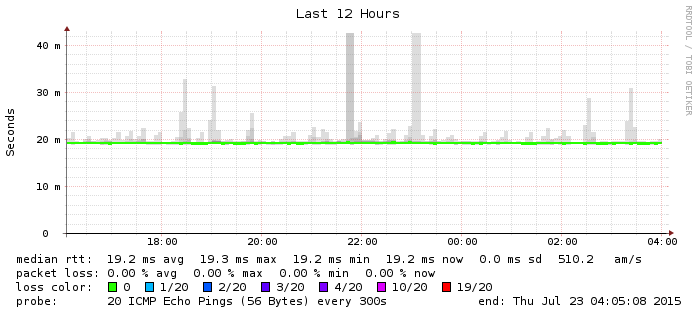 Last 12 Hours
RRDTOOL / TOBI OETIKER
Seconds
40 m
30 m
20 m
10 m
0
18:00 20:00 22:00 00:00 02:00 04:00
median rtt: 19.2 ms avg 19.3 ms max 19.2 ms min 19.2 ms now 0.0 ms sd 510.2 am/s
packet loss: 0.00 % avg 0.00 % max 0.00 % min 0.00 % now
loss color: 0 1/20 2/20 3/20 4/20 10/20 19/20
probe: 20 ICMP Echo Pings (56 Bytes) every 300s end: Thu Jul 23 04:05:08 2015